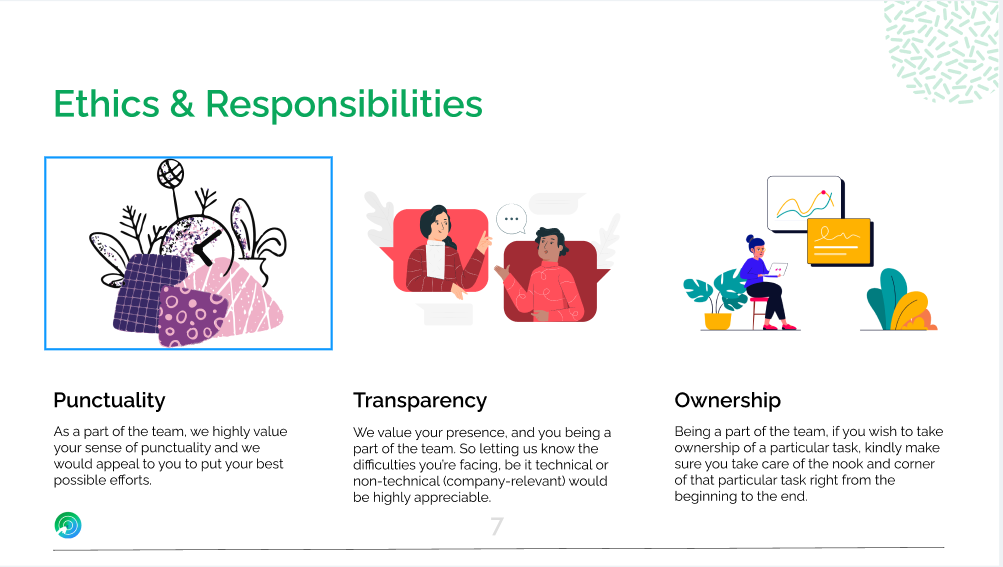 Ethics & Responsibilities
Punctuality
As a part of the team, we highly value
your sense of punctuality and we
would appeal to you to put your best
possible efforts.
Transparency
We value your presence, and you being a
part of the team. So letting us know the
difficulties you're facing, be it technical or
non-technical (company-relevant) would
be highly appreciable.
Ownership
Being a part of the team, if you wish to take
ownership of a particular task, kindly make
sure you take care of the nook and corner
of that particular task right from the
beginning to the end.
7